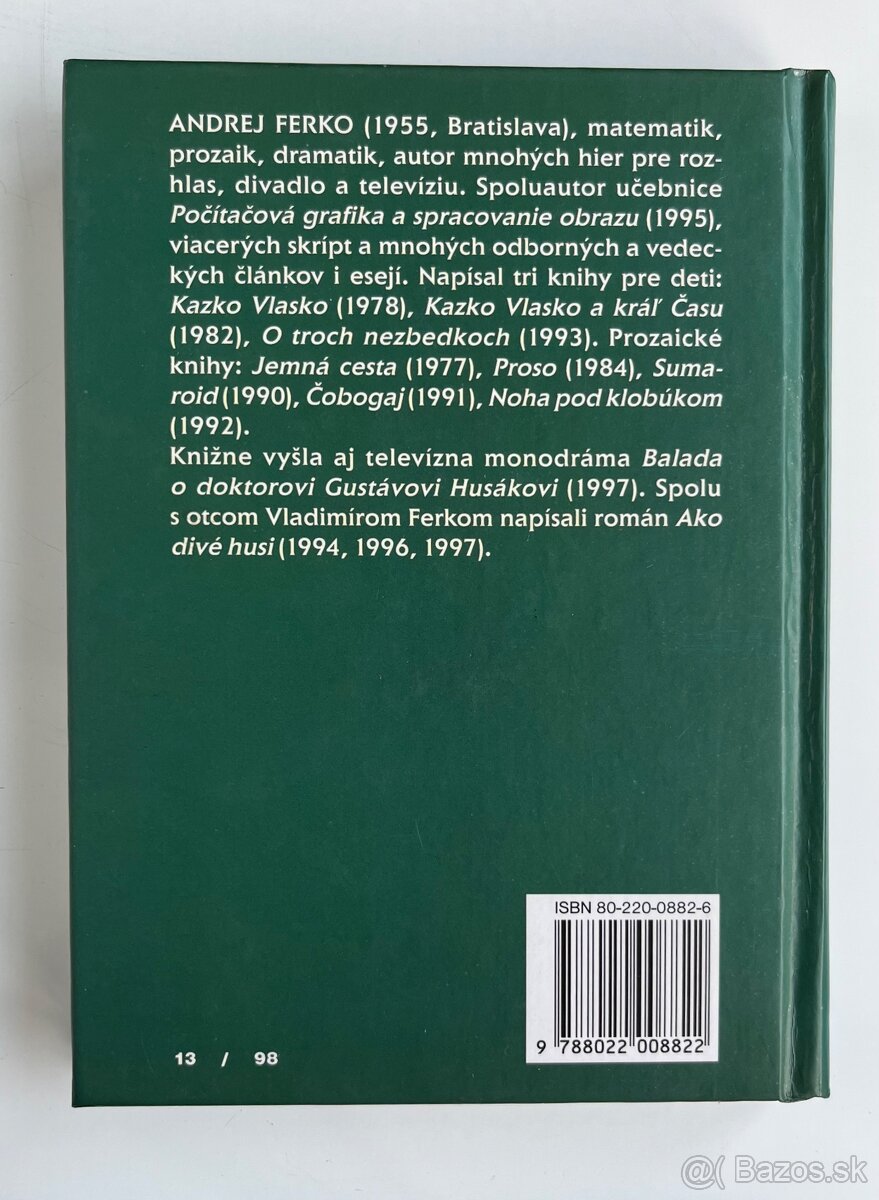 ANDREJ FERKO (1955, Bratislava), matematik,
prozaik, dramatik, autor mnohých hier pre roz-
hlas, divadlo a televíziu. Spoluautor učebnice
Počítačová grafika a spracovanie obrazu (1995),
viacerých skrípt a mnohých odborných a vedec-
kých článkov i esejí. Napísal tri knihy pre deti:
Kazko Vlasko (1978), Kazko Vlasko a kráľ Času
(1982), O troch nezbedkoch (1993). Prozaické
knihy: Jemná cesta (1977), Proso (1984), Suma-
roid (1990), Čobogaj (1991), Noha pod klobúkom
(1992).
Knižne vyšla aj televízna monodráma Balada
o doktorovi Gustávovi Husákovi (1997). Spolu
s otcom Vladimírom Ferkom napísali román Ako
divé husi (1994, 1996, 1997).
ISBN 80-220-0882-6
9 788022 008822
13 / 98
@( Bazos.sk